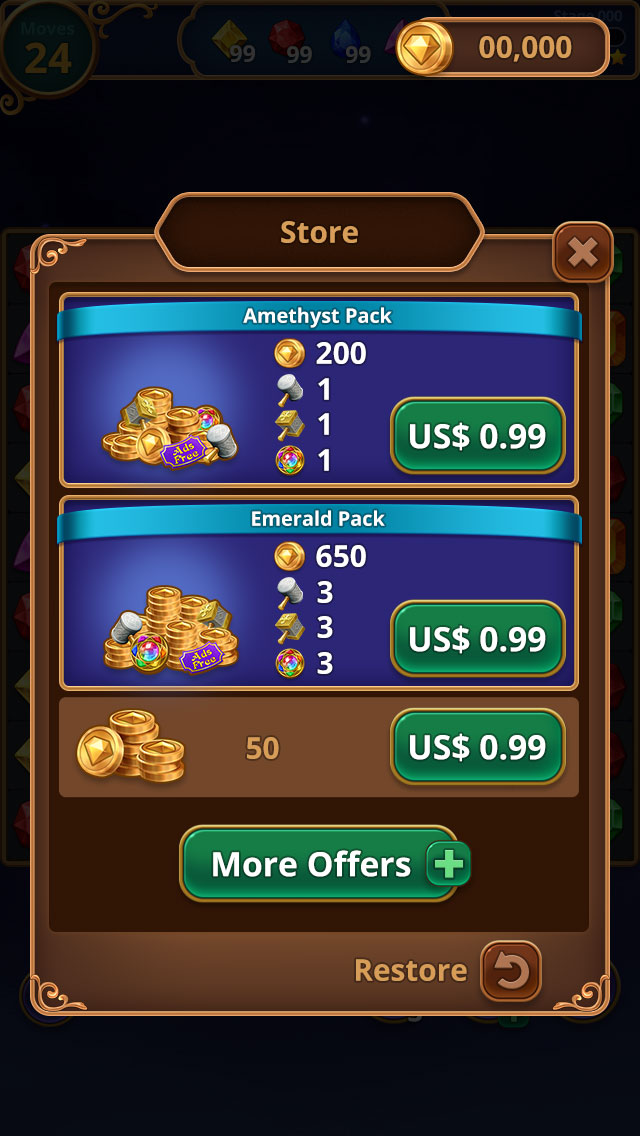 Moves
24
99
99
99
Stage 000
00,000
Store
Amethyst Pack
200
1
1
1
Ads Free
US$ 0.99
Emerald Pack
650
3
3
3
Ads Free
US$ 0.99
50
US$ 0.99
More Offers
Restore